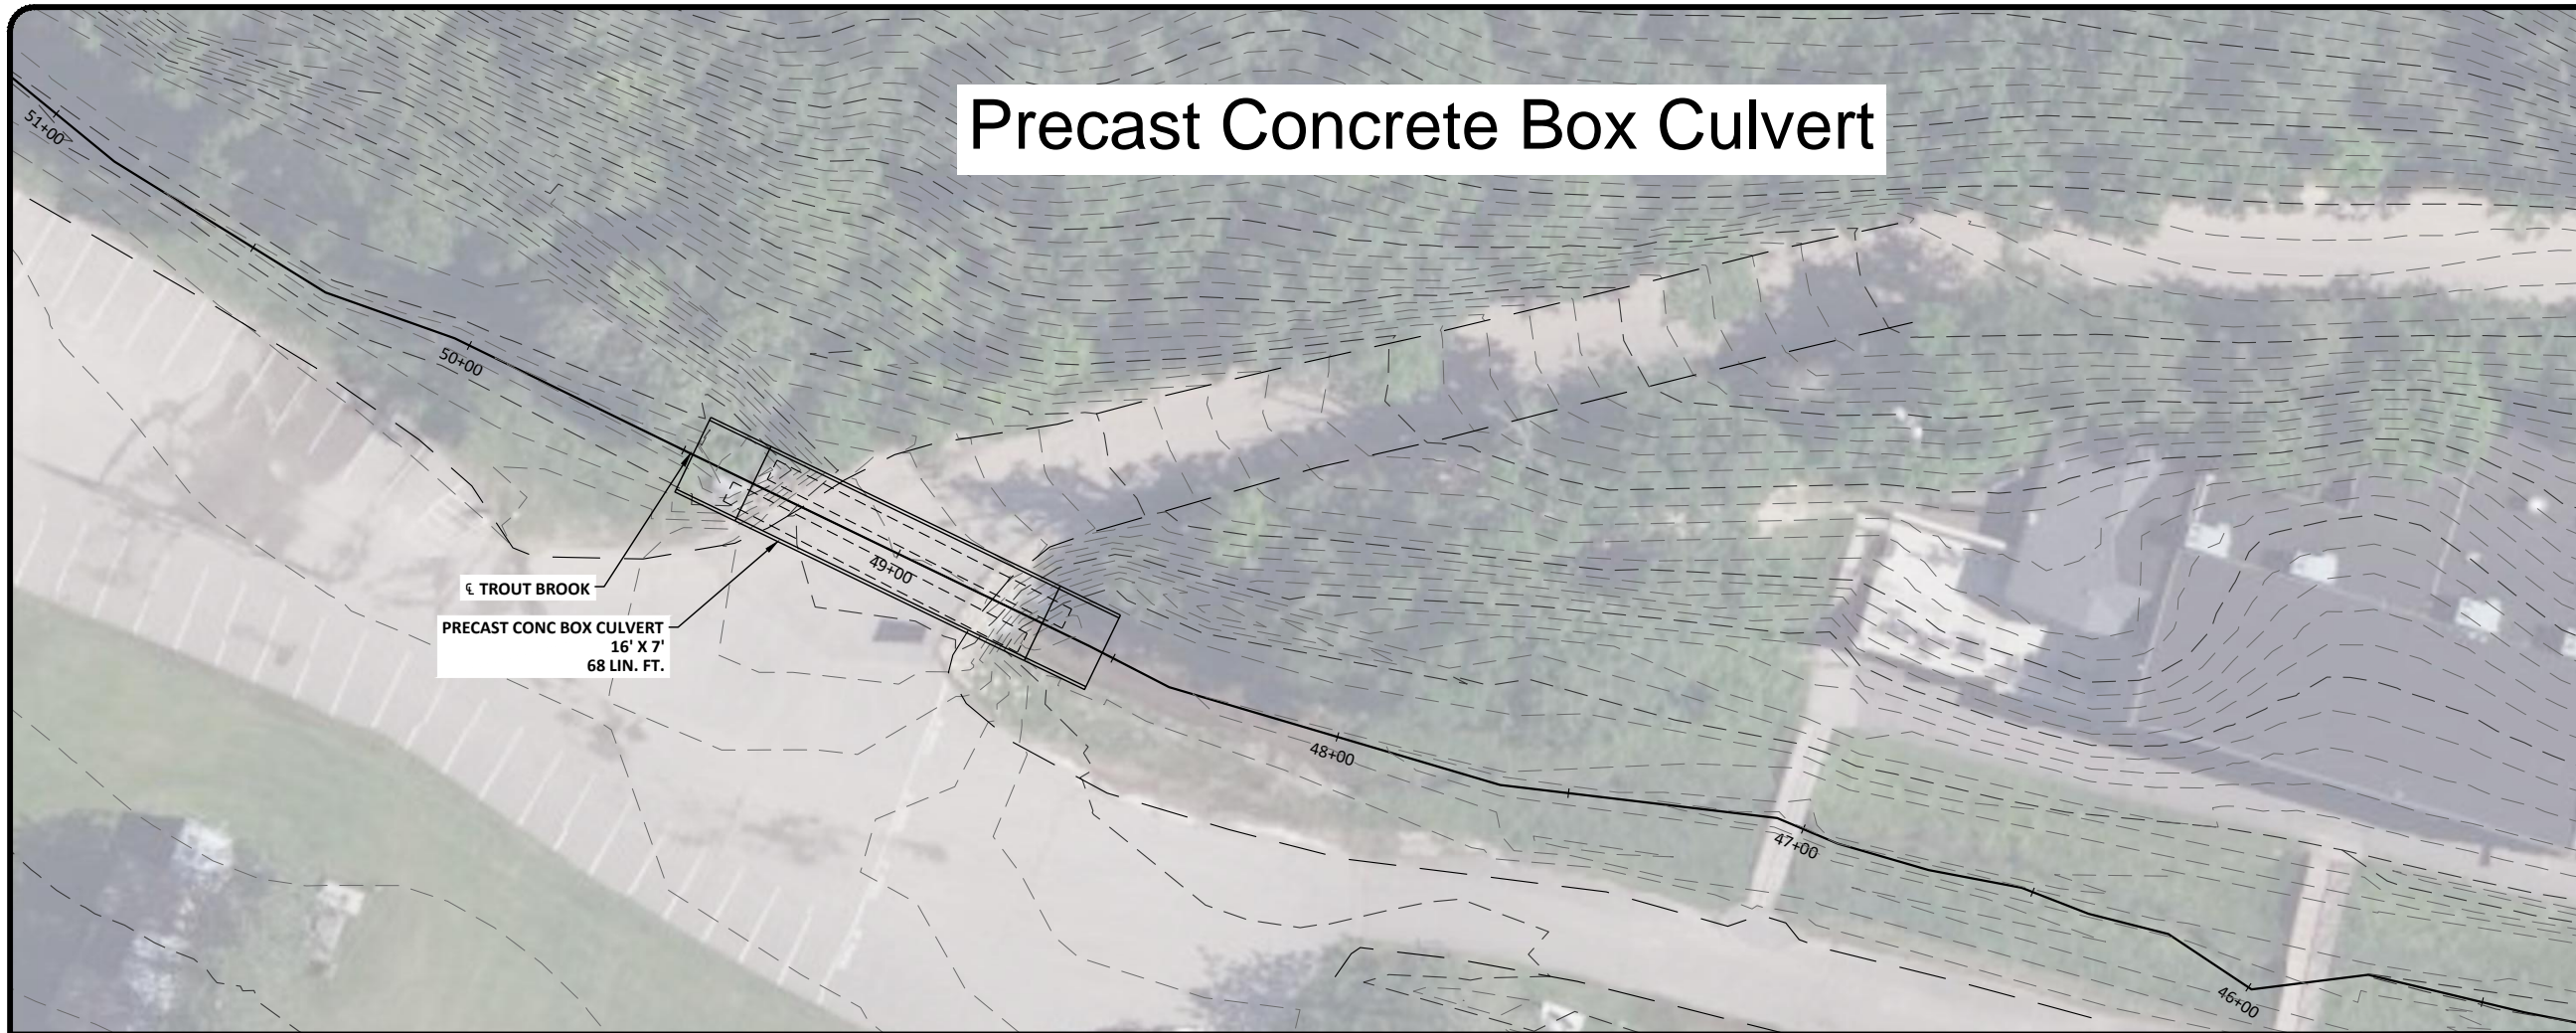 Precast Concrete Box Culvert
51+00
50+00
49+00
℄ TROUT BROOK
PRECAST CONC BOX CULVERT
16' X 7'
68 LIN. FT.
48+00
47+00
46+00